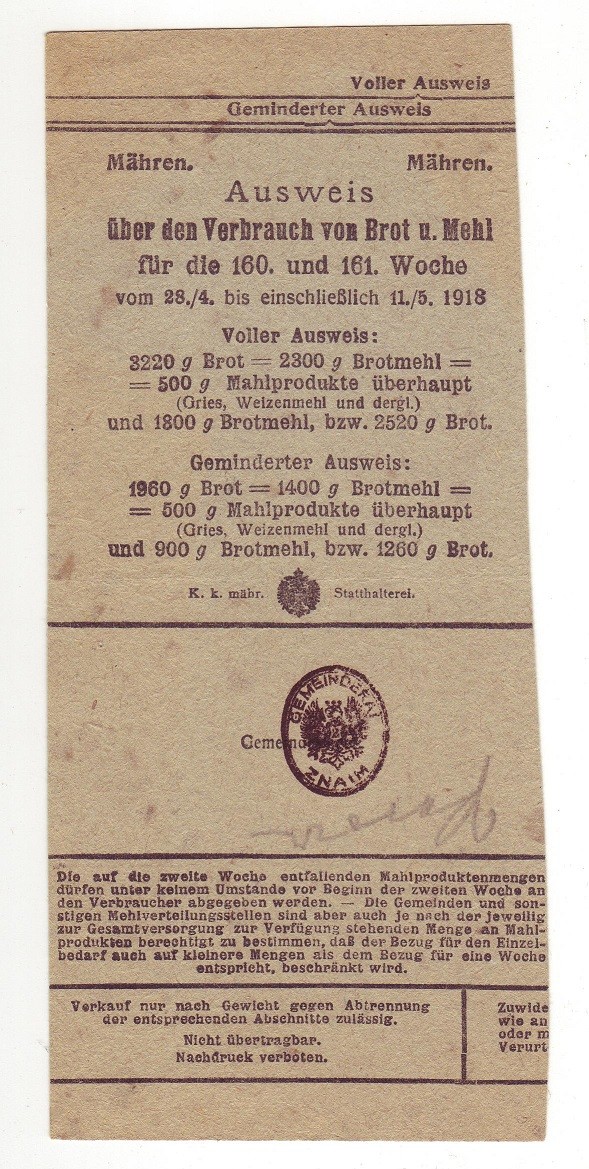 Voller Ausweis
Geminderter Ausweis
Mähren. Mähren.
Ausweis
über den Verbrauch von Brot u. Mehl
für die 160. und 161. Woche
vom 28./4. bis einschließlich 11./5. 1918
Voller Ausweis:
3220 g Brot = 2300 g Brotmehl =
= 500 g Mahlprodukte überhaupt
(Gries, Weizenmehl und dergl.)
und 1800 g Brotmehl, bzw. 2520 g Brot.
Geminderter Ausweis:
1960 g Brot = 1400 g Brotmehl =
= 500 g Mahlprodukte überhaupt
(Gries, Weizenmehl und dergl.)
und 900 g Brotmehl, bzw. 1260 g Brot.
K. k. mähr. Statthalterei.
GEMEINDERAT
ZNAIM
Die auf die zweite Woche entfallenden Mahlproduktenmengen
dürfen unter keinem Umstande vor Beginn der zweiten Woche an
den Verbraucher abgegeben werden. — Die Gemeinden und son-
stigen Mehlverteilungsstellen sind aber auch je nach der jeweilig
zur Gesamtversorgung zur Verfügung stehenden Menge an Mahl-
produkten berechtigt zu bestimmen, daß der Bezug für den Einzel-
bedarf auch auf kleinere Mengen als dem Bezug für eine Woche
entspricht, beschränkt wird.
Verkauf nur nach Gewicht gegen Abtrennung
der entsprechenden Abschnitte zulässig.
Nicht übertragbar.
Nachdruck verboten.
Zuwide
wie an
oder m
Verurt